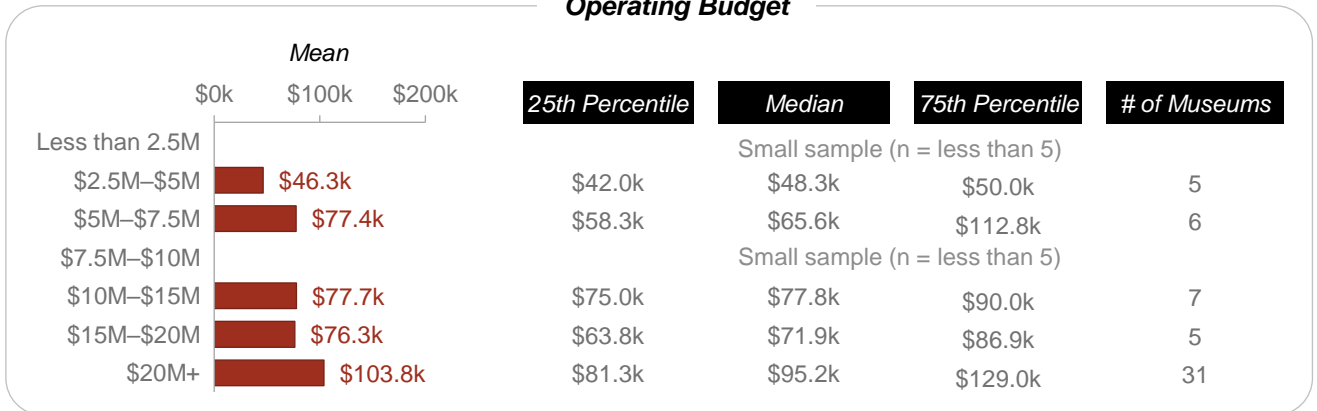 Operating Budget
Mean
$0k $100k $200k
25th Percentile Median 75th Percentile # of Museums
Less than 2.5M Small sample (n = less than 5)
$2.5M–$5M $46.3k $42.0k $48.3k $50.0k 5
$5M–$7.5M $77.4k $58.3k $65.6k $112.8k 6
$7.5M–$10M Small sample (n = less than 5)
$10M–$15M $77.7k $75.0k $77.8k $90.0k 7
$15M–$20M $76.3k $63.8k $71.9k $86.9k 5
$20M+ $103.8k $81.3k $95.2k $129.0k 31